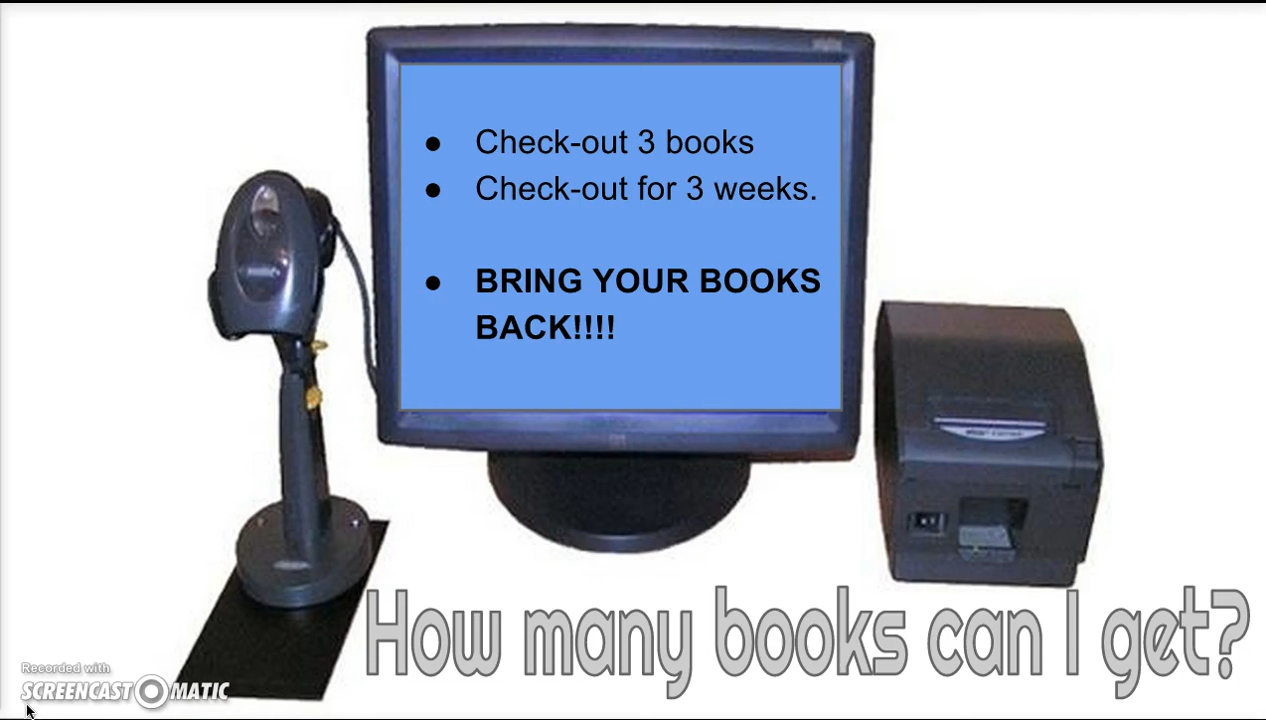 ● Check-out 3 books
● Check-out for 3 weeks.
● BRING YOUR BOOKS
BACK!!!!
How many books can I get?
Recorded with
SCREENCAST MATIC